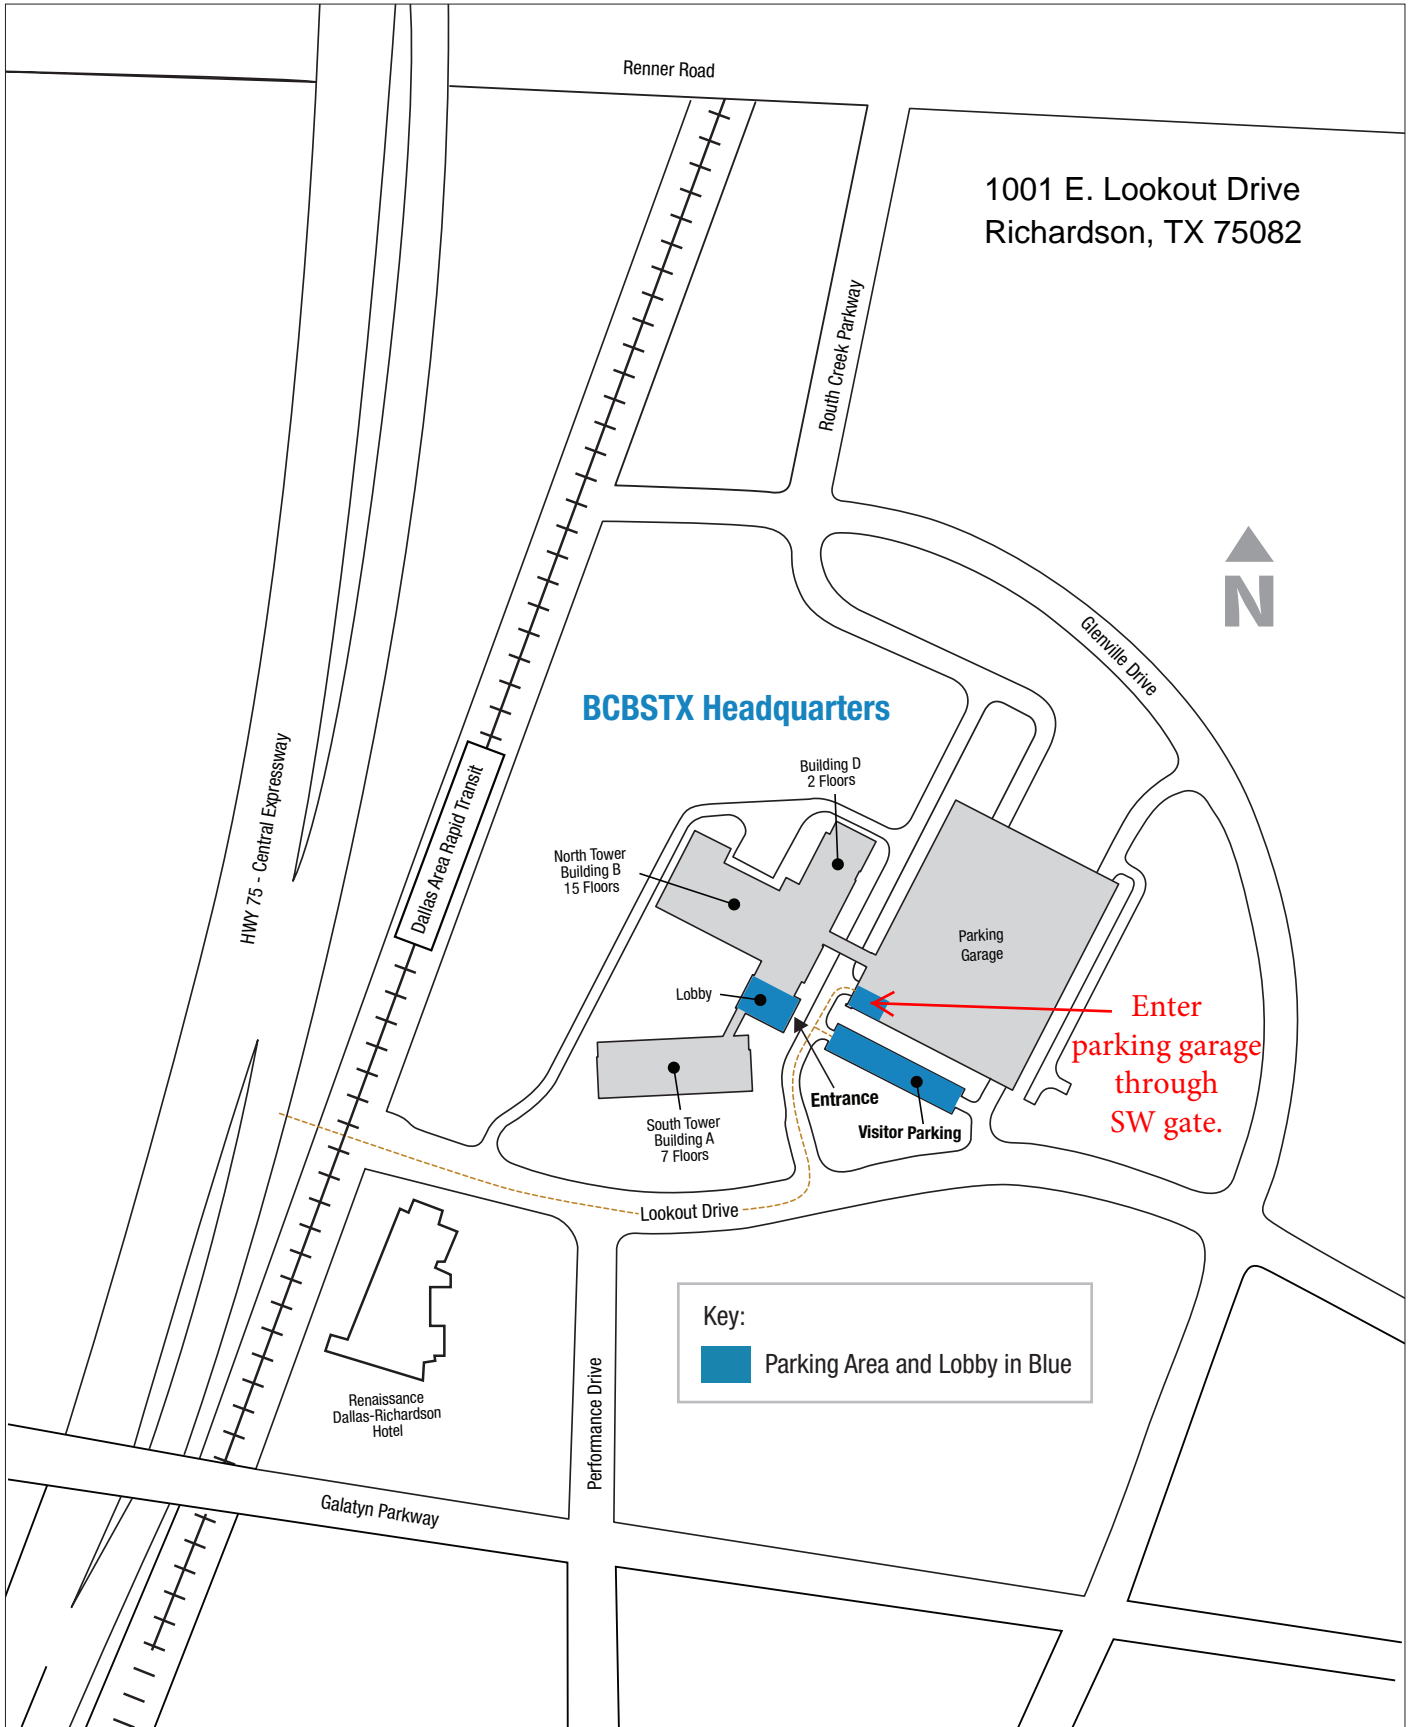 Renner Road
1001 E. Lookout Drive
Richardson, TX 75082
Routh Creek Parkway
N
Glenville Drive
BCBSTX Headquarters
HWY 75 - Central Expressway
Dallas Area Rapid Transit
Building D
2 Floors
North Tower
Building B
15 Floors
Parking
Garage
Lobby
Enter
parking garage
through
SW gate.
Entrance
Visitor Parking
South Tower
Building A
7 Floors
Lookout Drive
Key:
Parking Area and Lobby in Blue
Renaissance
Dallas-Richardson
Hotel
Performance Drive
Galatyn Parkway